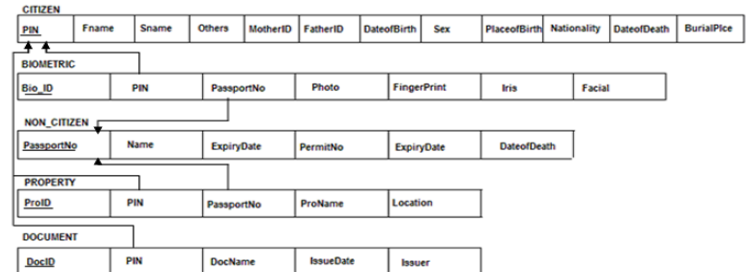 CITIZEN
PIN Fname Sname Others MotherID FatherID DateofBirth Sex PlaceofBirth Nationality DateofDeath BurialPlce
BIOMETRIC
Bio_ID PIN PassportNo Photo FingerPrint Iris Facial
NON_CITIZEN
PassportNo Name ExpiryDate PermitNo ExpiryDate DateofDeath
PROPERTY
ProID PIN PassportNo ProName Location
DOCUMENT
DocID PIN DocName IssueDate Issuer